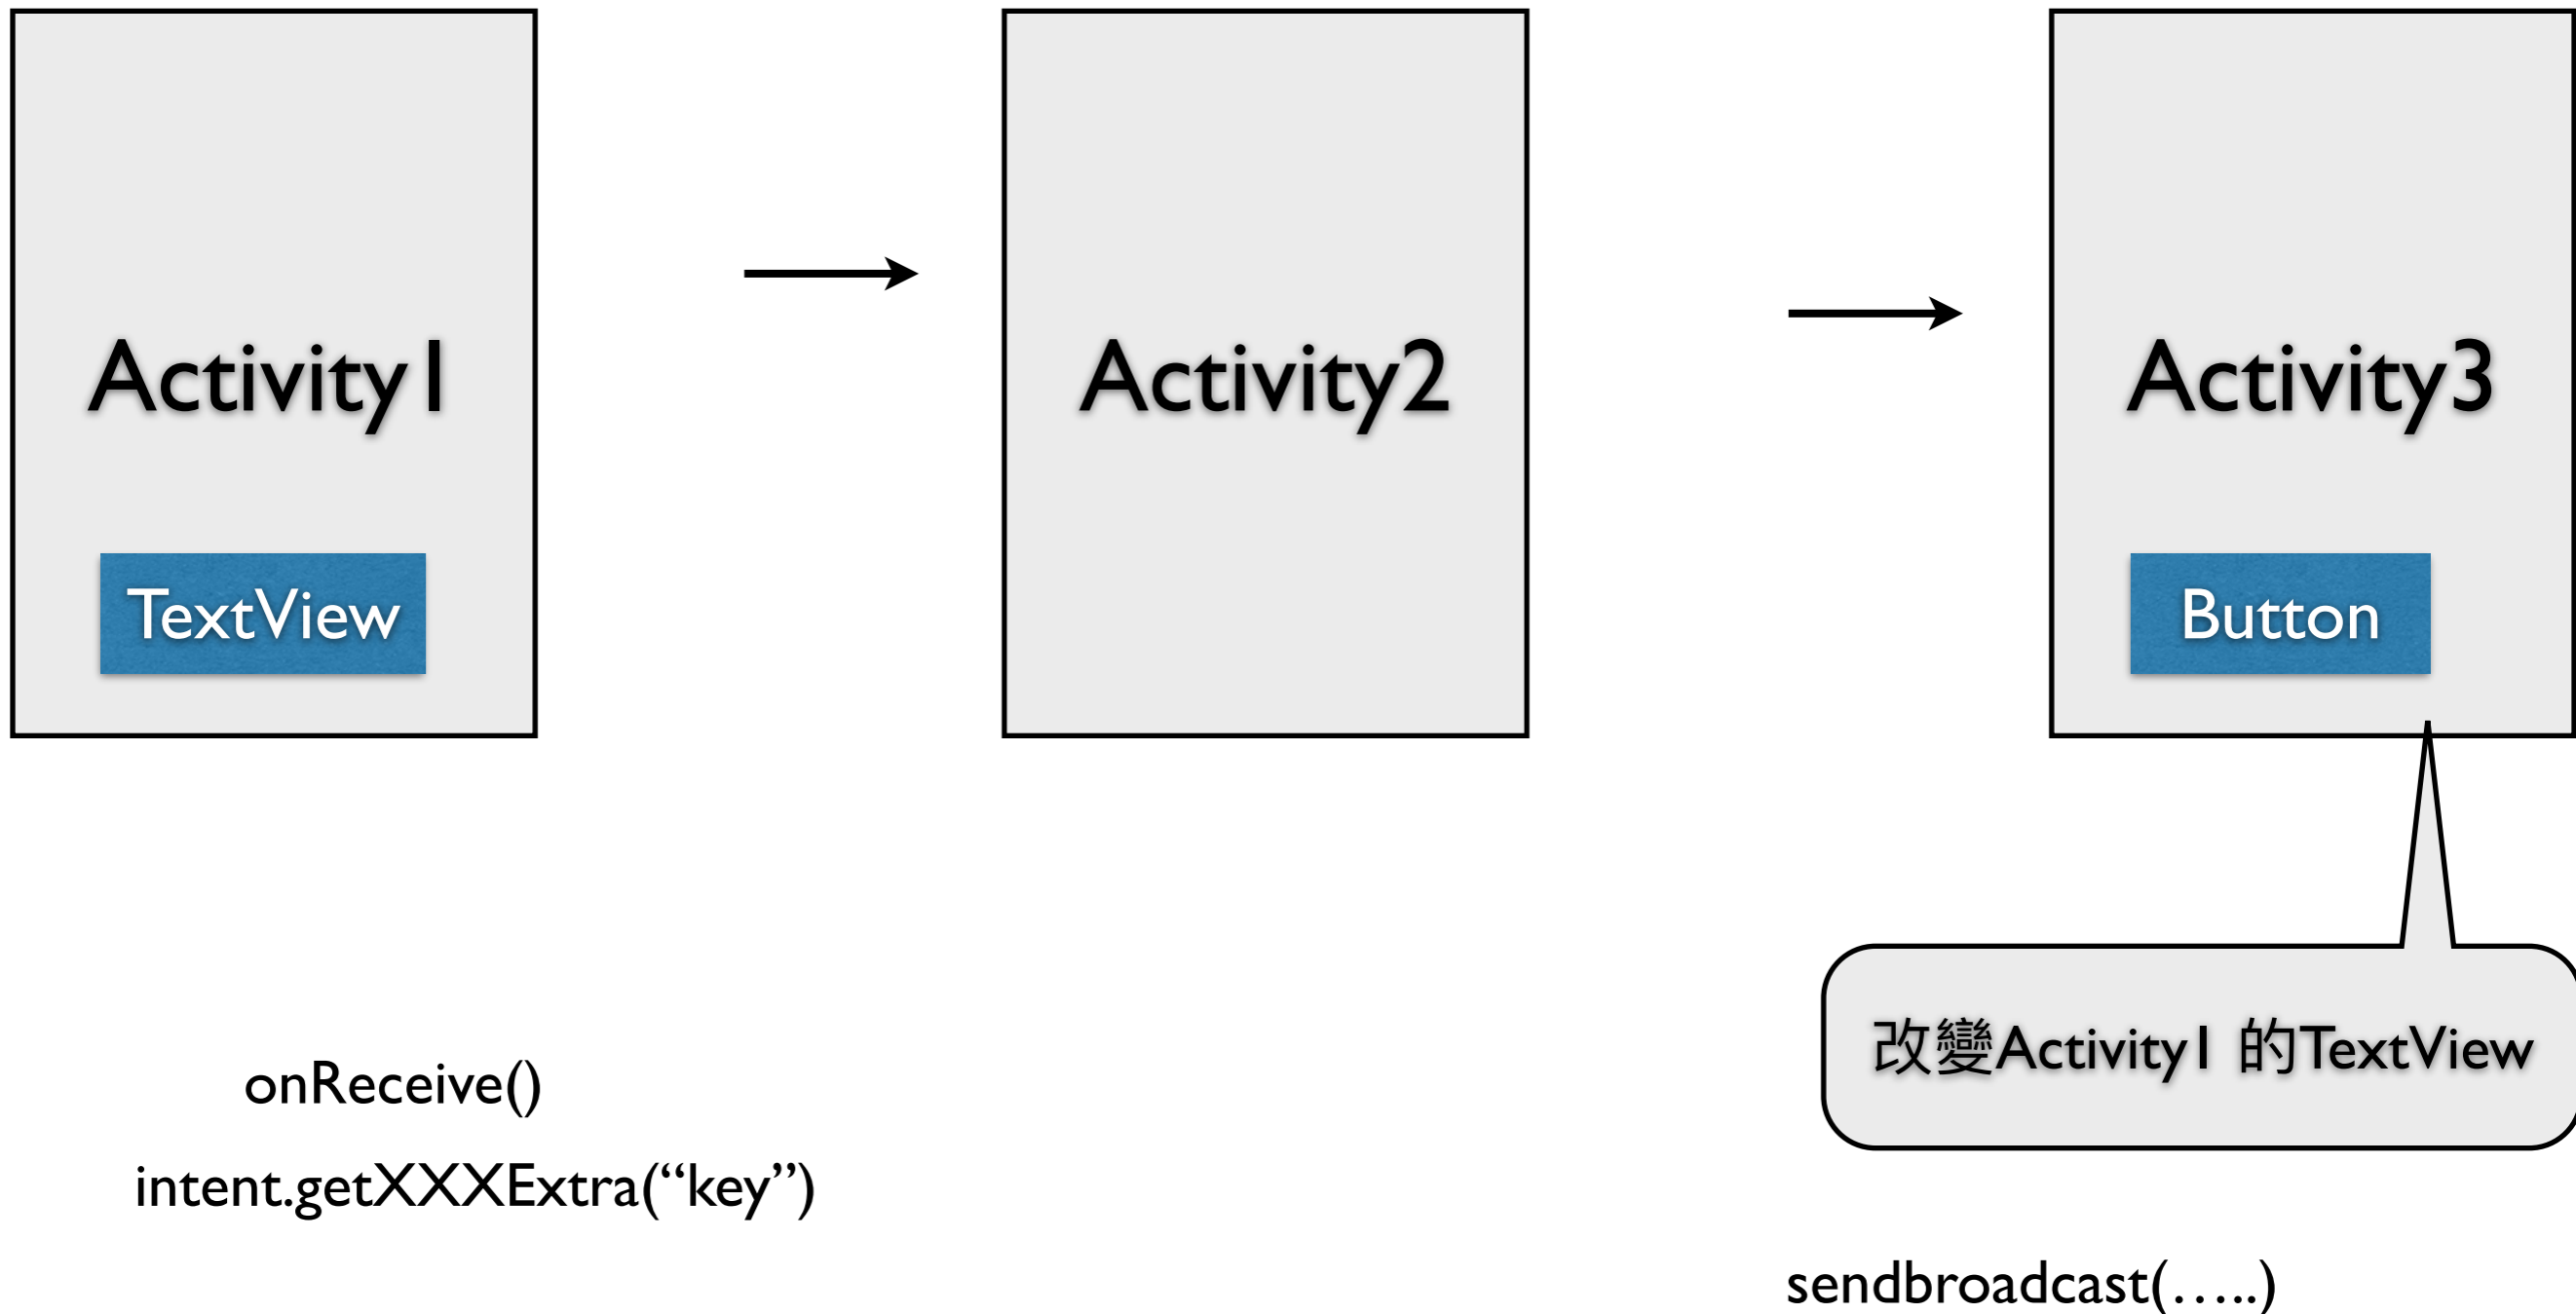 Activity1
Activity2
Activity3
TextView
Button
改變Activity1 的TextView
onReceive()
intent.getXXXExtra(“key”)
sendbroadcast(…..)